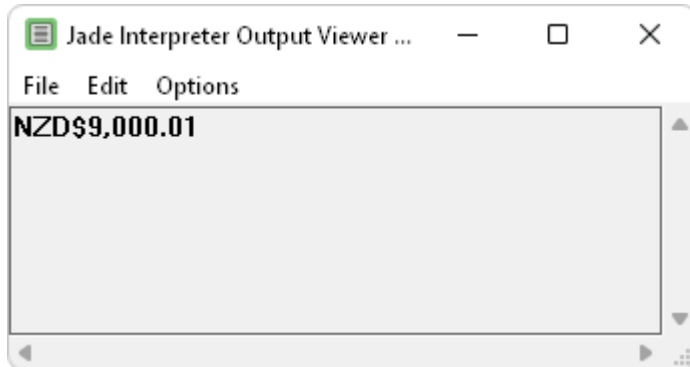 Jade Interpreter Output Viewer ...
File Edit Options
NZD$9,000.01